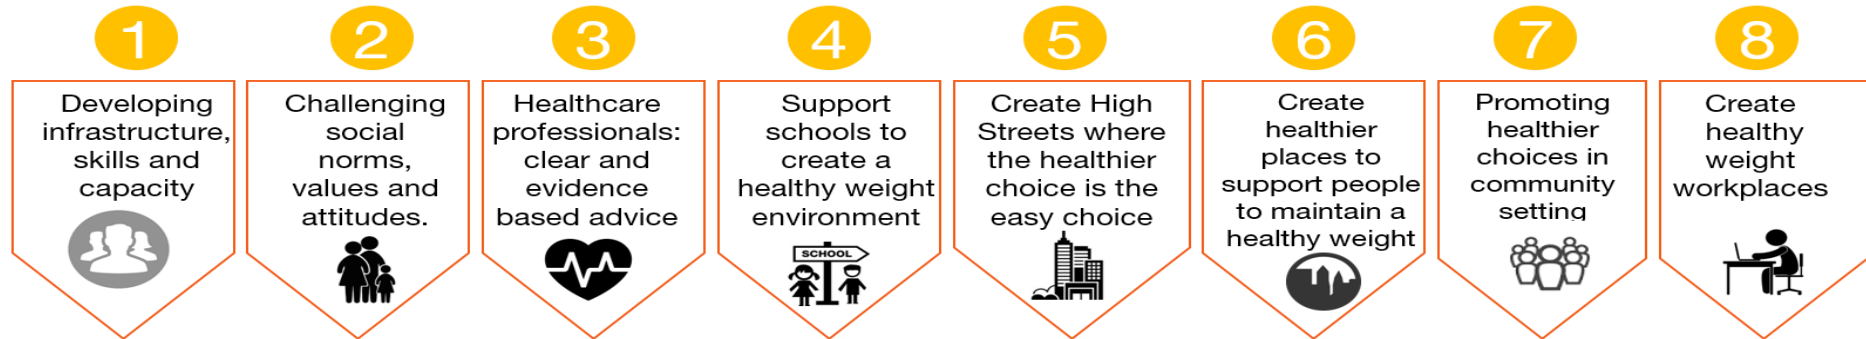 1
Developing
infrastructure,
skills and
capacity
2
Challenging
social
norms,
values and
attitudes.
3
Healthcare
professionals:
clear and
evidence
based advice
4
Support
schools to
create a
healthy weight
environment
SCHOOL
5
Create High
Streets where
the healthier
choice is the
easy choice
6
Create
healthier
places to
support people
to maintain a
healthy weight
7
Promoting
healthier
choices in
community
setting
8
Create
healthy
weight
workplaces